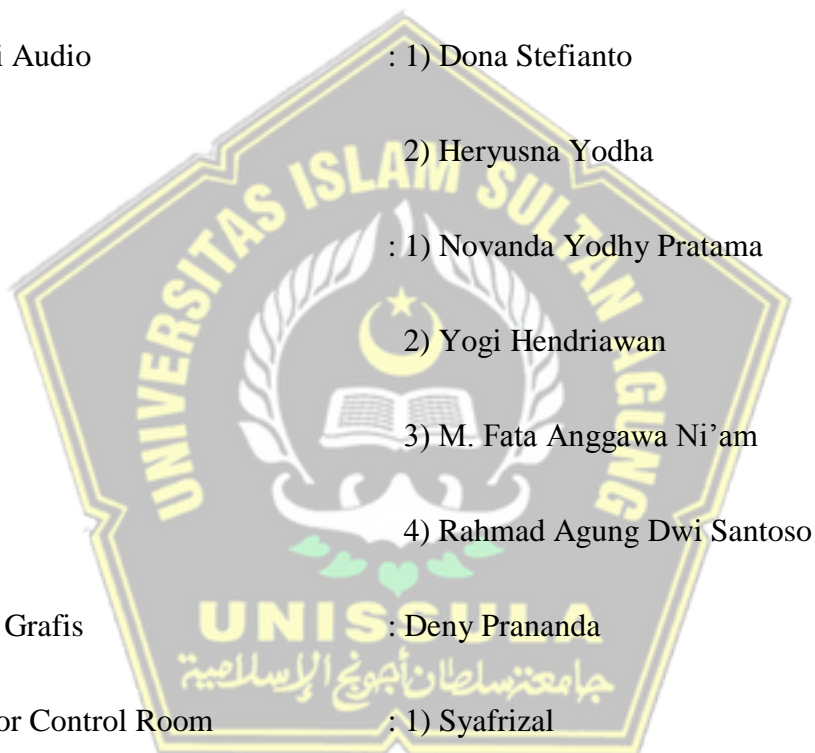 i Audio : 1) Dona Stefianto
2) Heryusna Yodha
: 1) Novanda Yodhy Pratama
2) Yogi Hendriawan
3) M. Fata Anggawa Ni’am
4) Rahmad Agung Dwi Santoso
Grafis : Deny Prananda
or Control Room : 1) Syafrizal
UNIVERSITAS ISLAM SULTAN AGUNG
UNISSULA
جامعة سلطان أجونج الإسلامية